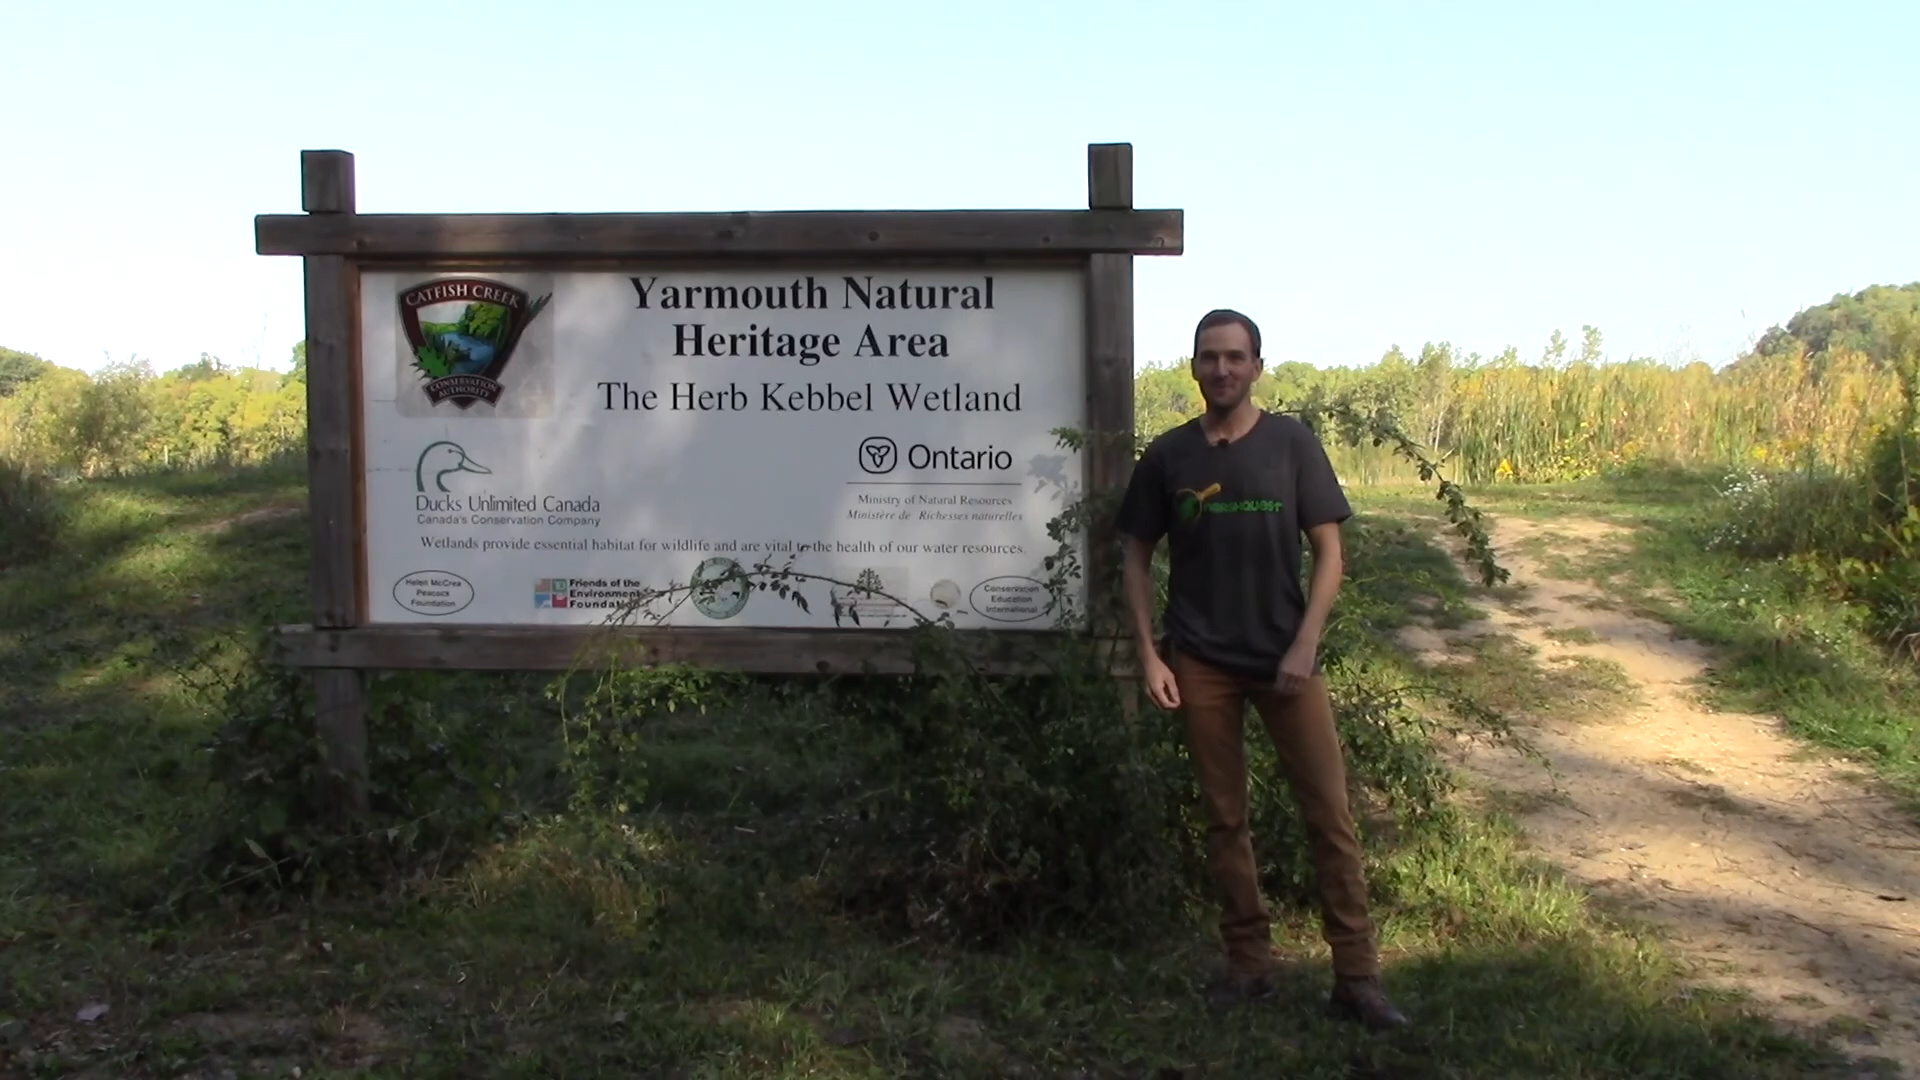 CATFISH CREEK
CONSERVATION
AUTHORITY
Yarmouth Natural
Heritage Area
The Herb Kebbel Wetland
Ducks Unlimited Canada
Canada's Conservation Company
Ontario
Ministry of Natural Resources
Ministère de Richesses naturelles
Wetlands provide essential habitat for wildlife and are vital to the health of our water resources.
Helen McCrea
Peacock
Foundation
Friends of the
Environment
Foundation
Conservation
Education
International